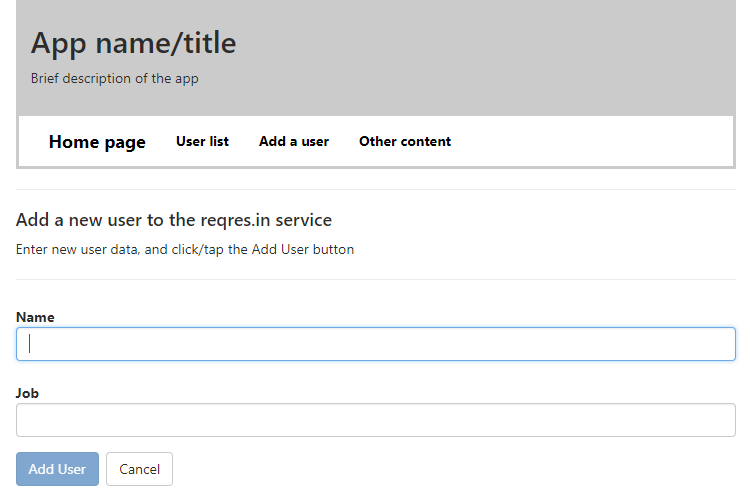 App name/title
Brief description of the app
Home page User list Add a user Other content
Add a new user to the reqres.in service
Enter new user data, and click/tap the Add User button
Name
Job
Add User Cancel